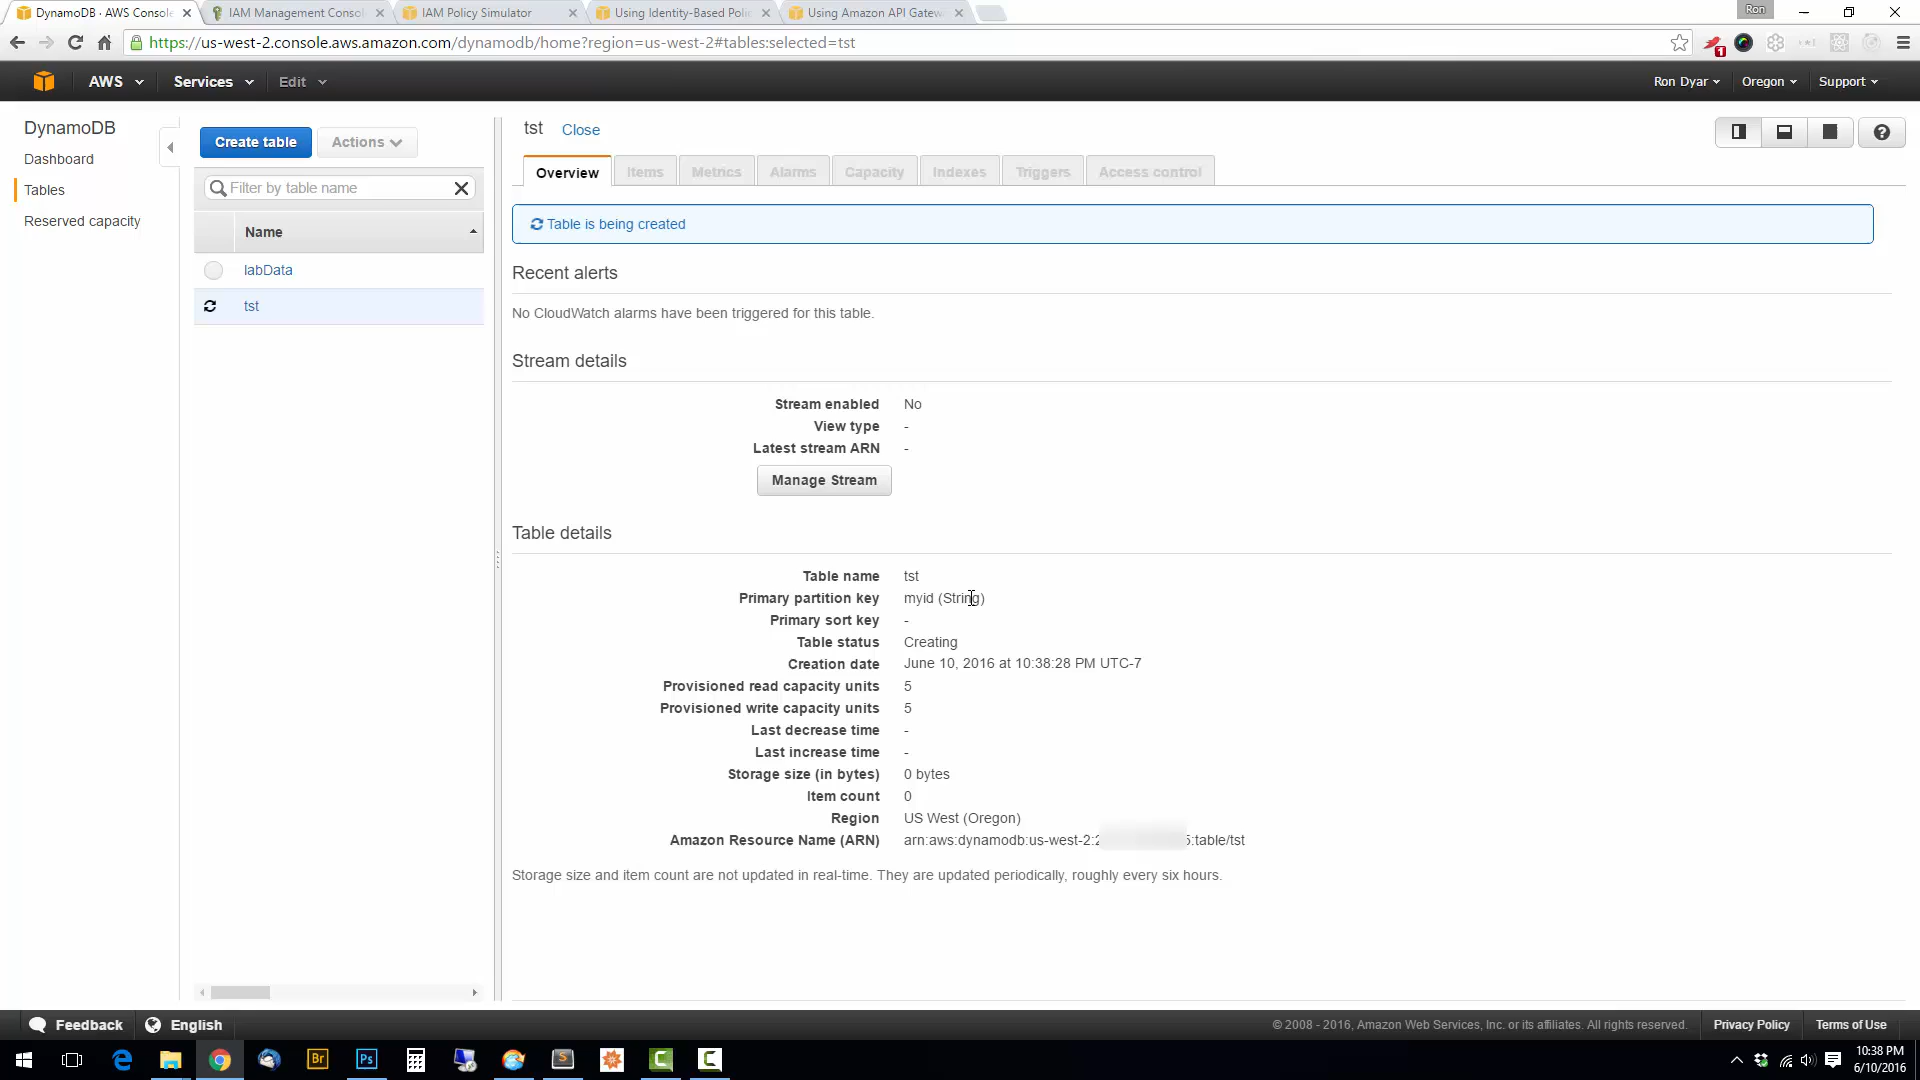 DynamoDB · AWS Consol
IAM Management Consol
IAM Policy Simulator
Using Identity-Based Poli
Using Amazon API Gatew
Ron
https://us-west-2.console.aws.amazon.com/dynamodb/home?region=us-west-2#tables:selected=tst
1
AWS
Services
Edit
Ron Dyar
Oregon
Support
DynamoDB
Dashboard
Tables
Reserved capacity
Create table
Actions
Filter by table name
Name
labData
tst
tst Close
Overview
Items
Metrics
Alarms
Capacity
Indexes
Triggers
Access control
Table is being created
Recent alerts
No CloudWatch alarms have been triggered for this table.
Stream details
Stream enabled No
View type -
Latest stream ARN -
Manage Stream
Table details
Table name tst
Primary partition key myid (String)
Primary sort key -
Table status Creating
Creation date June 10, 2016 at 10:38:28 PM UTC-7
Provisioned read capacity units 5
Provisioned write capacity units 5
Last decrease time -
Last increase time -
Storage size (in bytes) 0 bytes
Item count 0
Region US West (Oregon)
Amazon Resource Name (ARN) arn:aws:dynamodb:us-west-2:2 5:table/tst
Storage size and item count are not updated in real-time. They are updated periodically, roughly every six hours.
Feedback
English
© 2008 - 2016, Amazon Web Services, Inc. or its affiliates. All rights reserved.
Privacy Policy
Terms of Use
Br
Ps
S
C
C
10:38 PM
6/10/2016